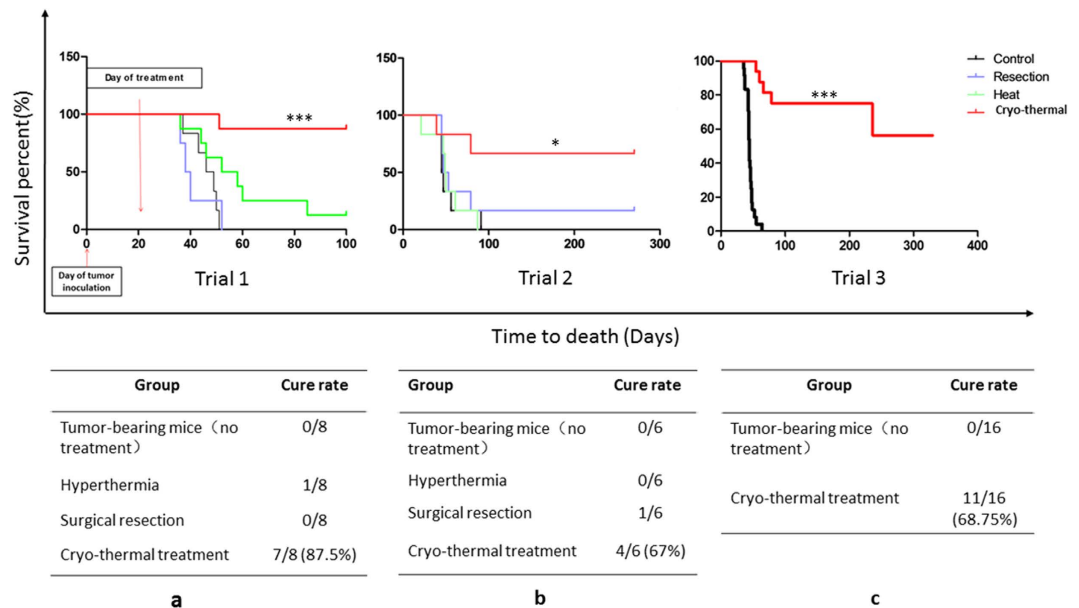 Survival percent(%)
150
100
50
0
Day of treatment
***
0 20 40 60 80 100
Day of tumor
inoculation
Trial 1
150
100
50
0
*
0 100 200 300
Trial 2
100
80
60
40
20
0
***
0 100 200 300 400
Trial 3
Control
Resection
Heat
Cryo-thermal
Time to death (Days)
Group Cure rate
Tumor-bearing mice（no 0/8
treatment）
Hyperthermia 1/8
Surgical resection 0/8
Cryo-thermal treatment 7/8 (87.5%)
a
Group Cure rate
Tumor-bearing mice（no 0/6
treatment）
Hyperthermia 0/6
Surgical resection 1/6
Cryo-thermal treatment 4/6 (67%)
b
Group Cure rate
Tumor-bearing mice（no 0/16
treatment）
Cryo-thermal treatment 11/16
(68.75%)
c